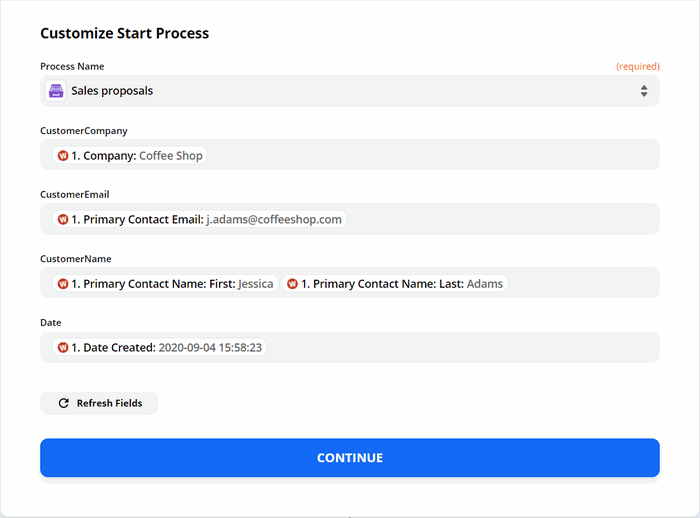 Customize Start Process
Process Name (required)
Sales proposals
CustomerCompany
1. Company: Coffee Shop
CustomerEmail
1. Primary Contact Email: j.adams@coffeeshop.com
CustomerName
1. Primary Contact Name: First: Jessica 1. Primary Contact Name: Last: Adams
Date
1. Date Created: 2020-09-04 15:58:23
Refresh Fields
CONTINUE